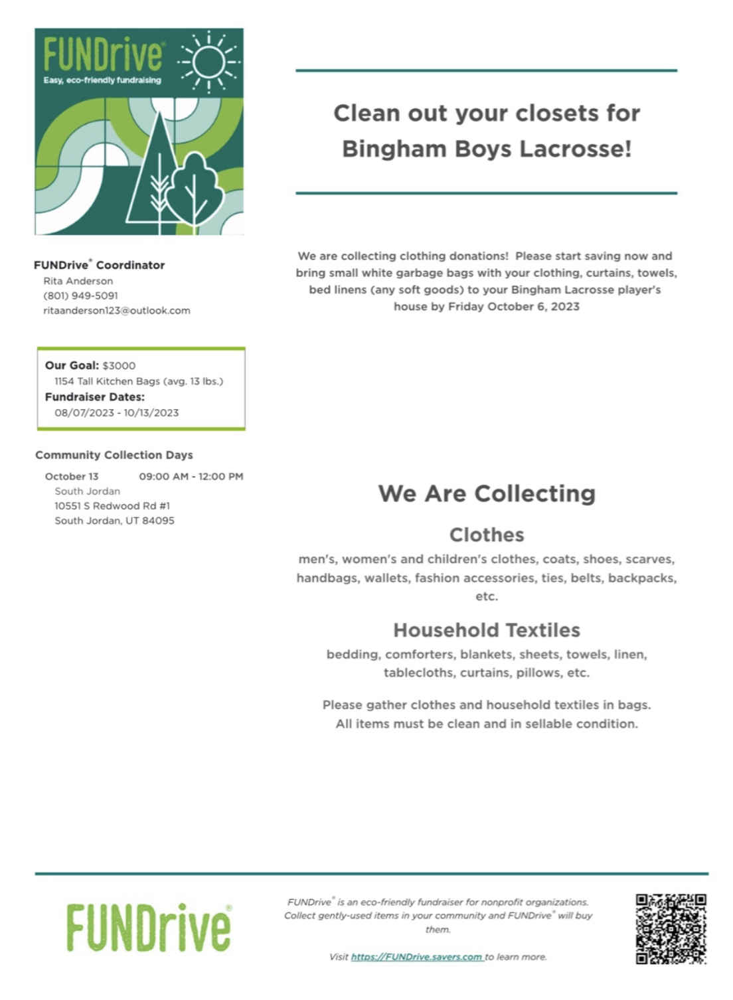 FUNDrive®
Easy, eco-friendly fundraising
Clean out your closets for
Bingham Boys Lacrosse!
FUNDrive® Coordinator
Rita Anderson
(801) 949-5091
ritaanderson123@outlook.com
We are collecting clothing donations!  Please start saving now and
bring small white garbage bags with your clothing, curtains, towels,
bed linens (any soft goods) to your Bingham Lacrosse player's
house by Friday October 6, 2023
Our Goal: $3000
1154 Tall Kitchen Bags (avg. 13 lbs.)
Fundraiser Dates:
08/07/2023 - 10/13/2023
Community Collection Days
October 13 09:00 AM - 12:00 PM
South Jordan
10551 S Redwood Rd #1
South Jordan, UT 84095
We Are Collecting
Clothes
men's, women's and children's clothes, coats, shoes, scarves,
handbags, wallets, fashion accessories, ties, belts, backpacks,
etc.
Household Textiles
bedding, comforters, blankets, sheets, towels, linen,
tablecloths, curtains, pillows, etc.
Please gather clothes and household textiles in bags.
All items must be clean and in sellable condition.
FUNDrive®
FUNDrive® is an eco-friendly fundraiser for nonprofit organizations.
Collect gently-used items in your community and FUNDrive® will buy
them.
Visit https://FUNDrive.savers.com to learn more.